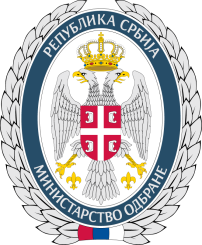 РЕПУБЛИКА СРБИЈА
МИНИСТАРСТВО ОДБРАНЕ